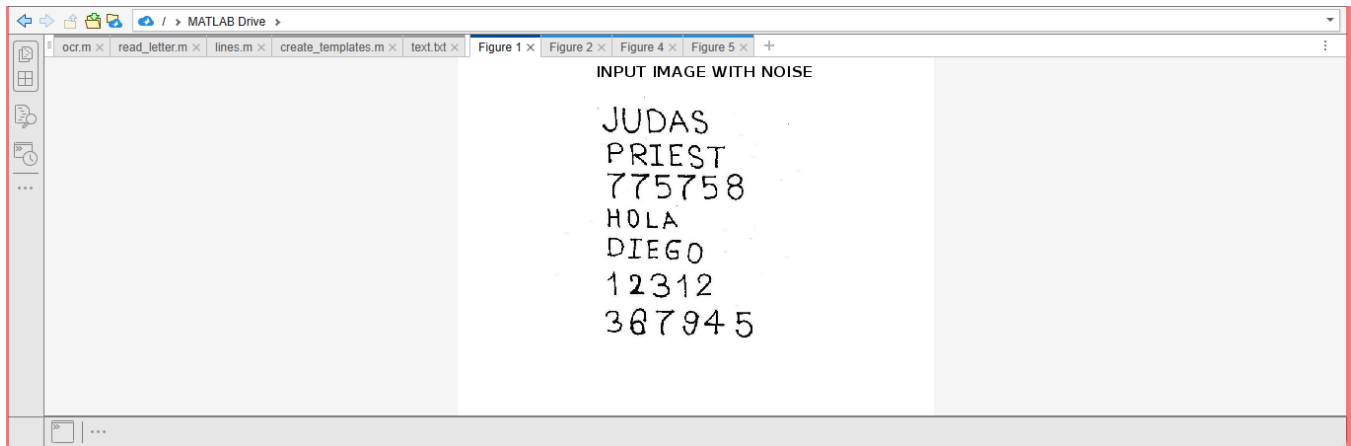 / > MATLAB Drive >
ocr.m × read_letter.m × lines.m × create_templates.m × text.txt × Figure 1 × Figure 2 × Figure 4 × Figure 5 × +
INPUT IMAGE WITH NOISE
JUDAS
PRIEST
775758
HOLA
DIEGO
12312
367945